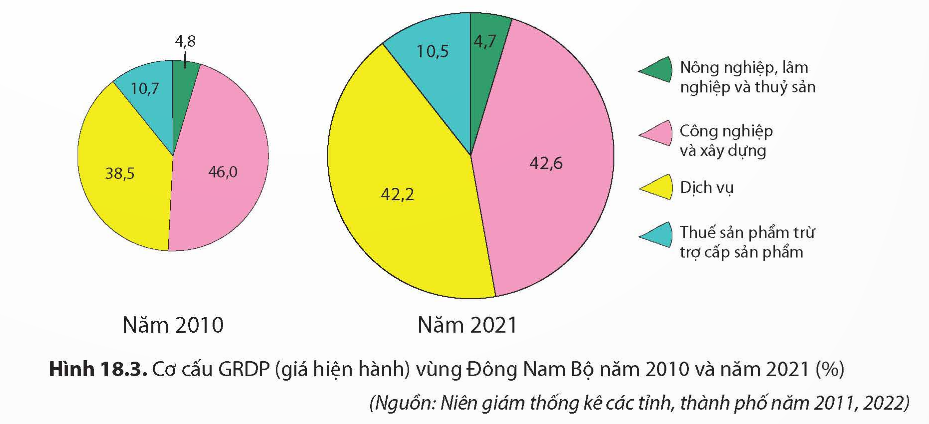 4,8
10,7
38,5
46,0
Năm 2010
10,5
4,7
42,2
42,6
Năm 2021
Nông nghiệp, lâm
nghiệp và thuỷ sản
Công nghiệp
và xây dựng
Dịch vụ
Thuế sản phẩm trừ
trợ cấp sản phẩm
Hình 18.3. Cơ cấu GRDP (giá hiện hành) vùng Đông Nam Bộ năm 2010 và năm 2021 (%)
(Nguồn: Niên giám thống kê các tỉnh, thành phố năm 2011, 2022)